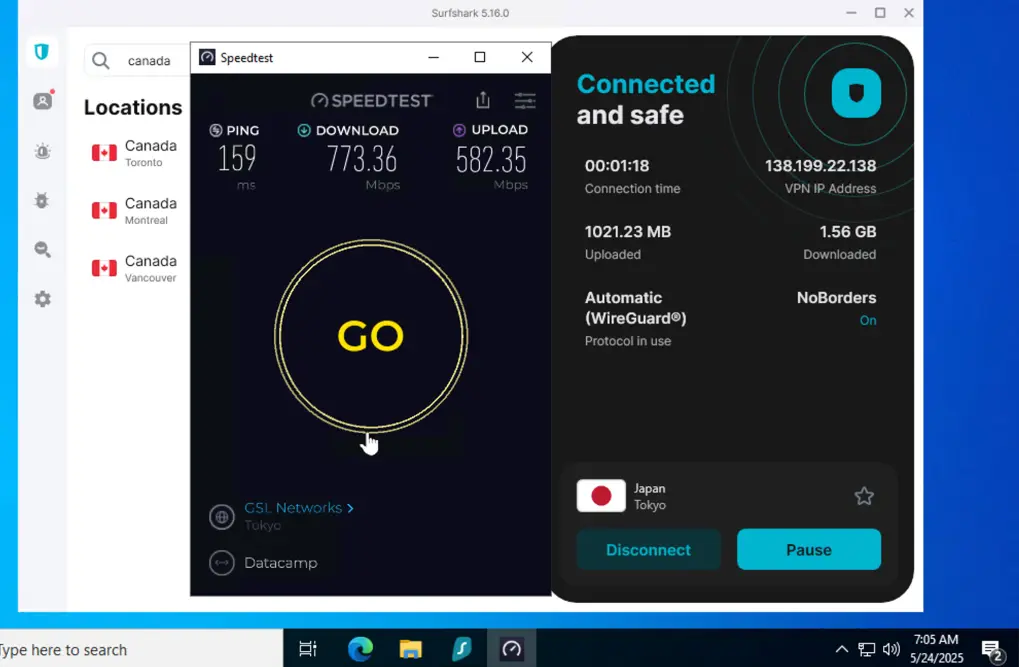 Surfshark 5.16.0
canada
Locations
Canada
Toronto
Canada
Montreal
Canada
Vancouver
Speedtest
SPEEDTEST
PING DOWNLOAD UPLOAD
159 773.36 582.35
ms Mbps Mbps
GO
GSL Networks
Tokyo
Datacamp
Connected
and safe
00:01:18 138.199.22.138
Connection time VPN IP Address
1021.23 MB 1.56 GB
Uploaded Downloaded
Automatic NoBorders
(WireGuard®) On
Protocol in use
Japan
Tokyo
Disconnect Pause
Type here to search
7:05 AM
5/24/2025
2